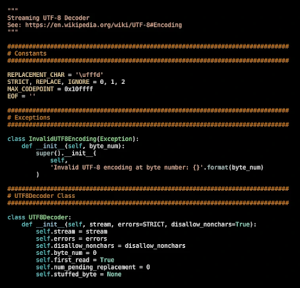 """
Streaming UTF-8 Decoder
See: https://en.wikipedia.org/wiki/UTF-8#Encoding
"""
################################################################################
# Constants
################################################################################
REPLACEMENT_CHAR = '\ufffd'
STRICT, REPLACE, IGNORE = 0, 1, 2
MAX_CODEPOINT = 0x10ffff
EOF = ''
################################################################################
# Exceptions
################################################################################
class InvalidUTF8Encoding(Exception):
def __init__(self, byte_num):
super().__init__(
self,
'Invalid UTF-8 encoding at byte number: {}'.format(byte_num)
)
################################################################################
# UTF8Decoder Class
################################################################################
class UTF8Decoder:
def __init__(self, stream, errors=STRICT, disallow_nonchars=True):
self.stream = stream
self.errors = errors
self.disallow_nonchars = disallow_nonchars
self.byte_num = 0
self.first_read = True
self.num_pending_replacement = 0
self.stuffed_byte = None